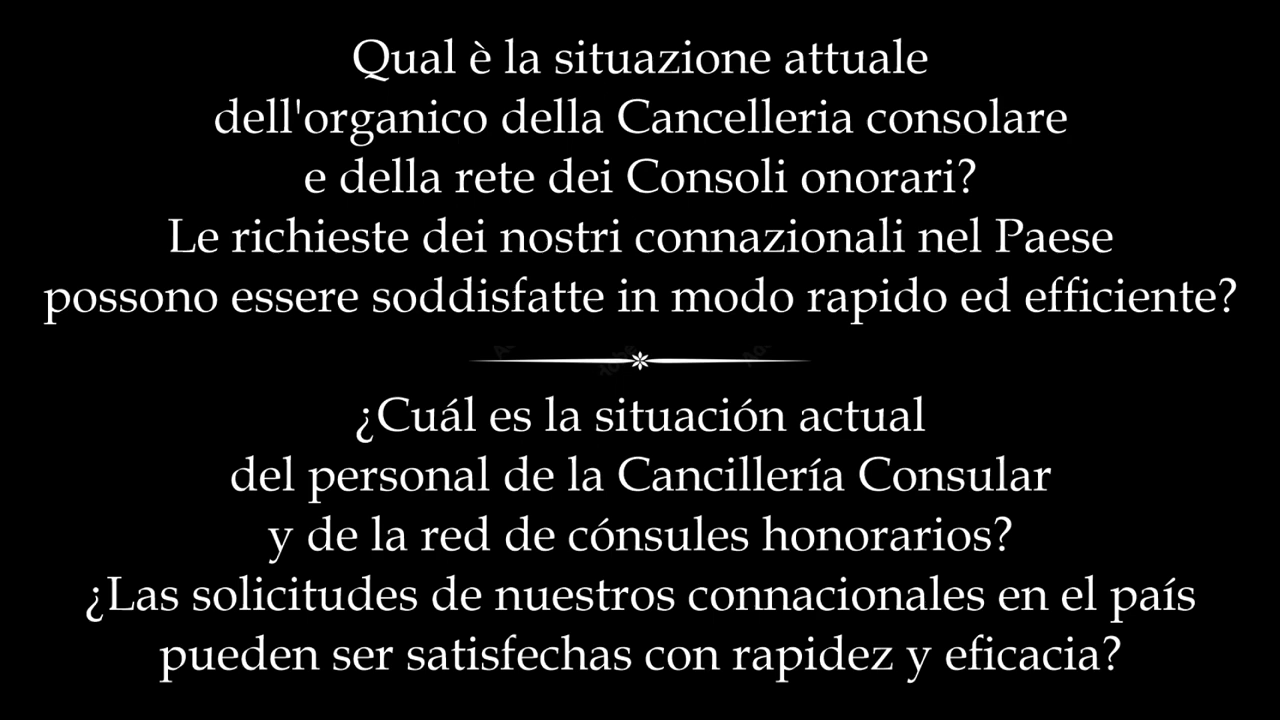 Qual è la situazione attuale
dell'organico della Cancelleria consolare
e della rete dei Consoli onorari?
Le richieste dei nostri connazionali nel Paese
possono essere soddisfatte in modo rapido ed efficiente?
¿Cuál es la situación actual
del personal de la Cancillería Consular
y de la red de cónsules honorarios?
¿Las solicitudes de nuestros connacionales en el país
pueden ser satisfechas con rapidez y eficacia?